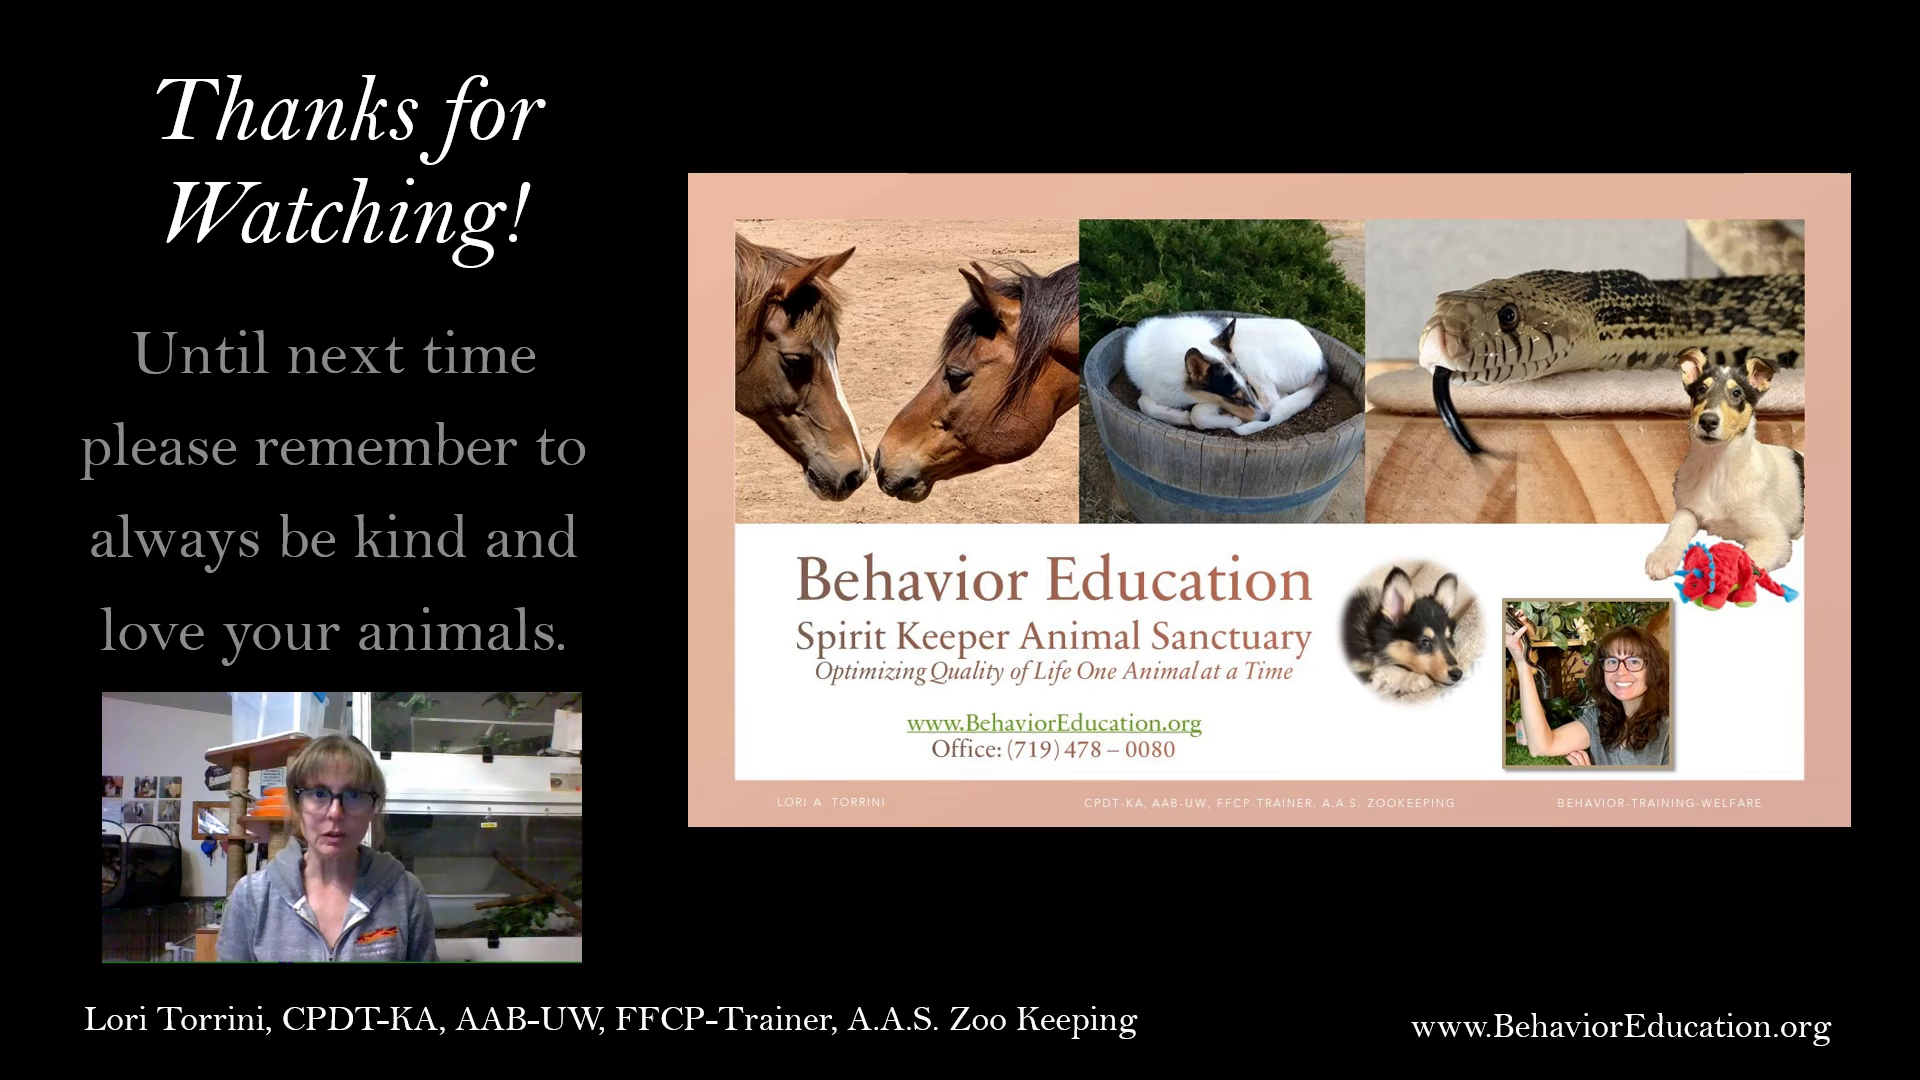 Thanks for
Watching!
Until next time
please remember to
always be kind and
love your animals.
Behavior Education
Spirit Keeper Animal Sanctuary
Optimizing Quality of Life One Animal at a Time
www.BehaviorEducation.org
Office: (719) 478 – 0080
LORI A. TORRINI
CPDT-KA, AAB-UW, FFCP-TRAINER, A.A.S. ZOOKEEPING
BEHAVIOR-TRAINING-WELFARE
Lori Torrini, CPDT-KA, AAB-UW, FFCP-Trainer, A.A.S. Zoo Keeping
www.BehaviorEducation.org